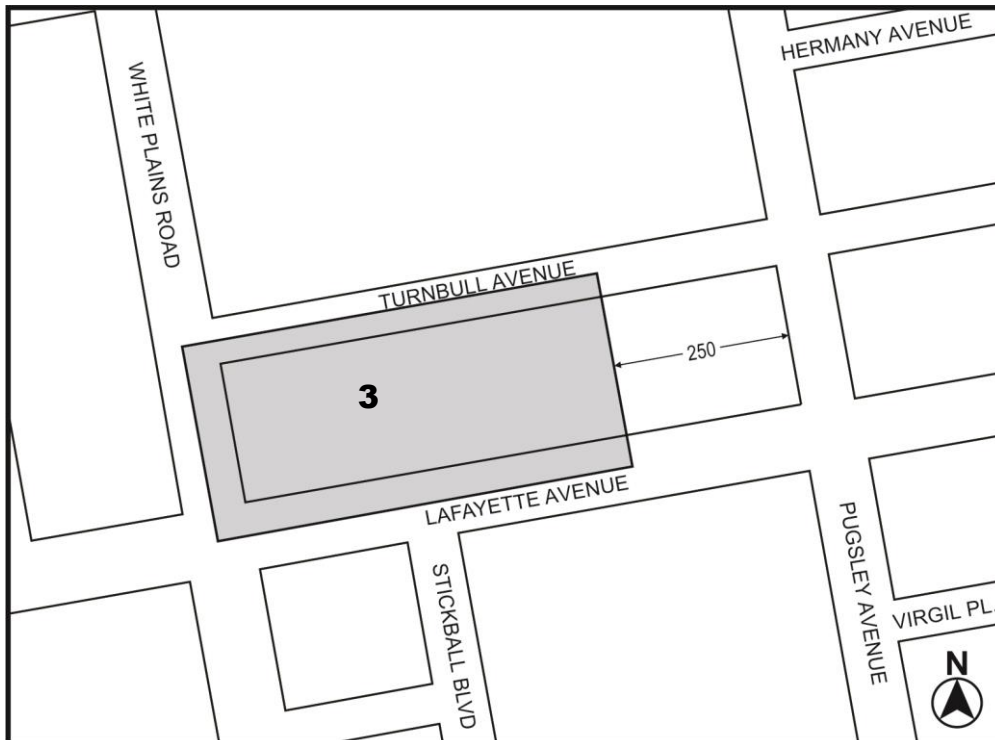 HERMANY AVENUE
WHITE PLAINS ROAD
TURNBULL AVENUE
250
3
LAFAYETTE AVENUE
STICKBALL BLVD
PUGSLEY AVENUE
VIRGIL PL.
N